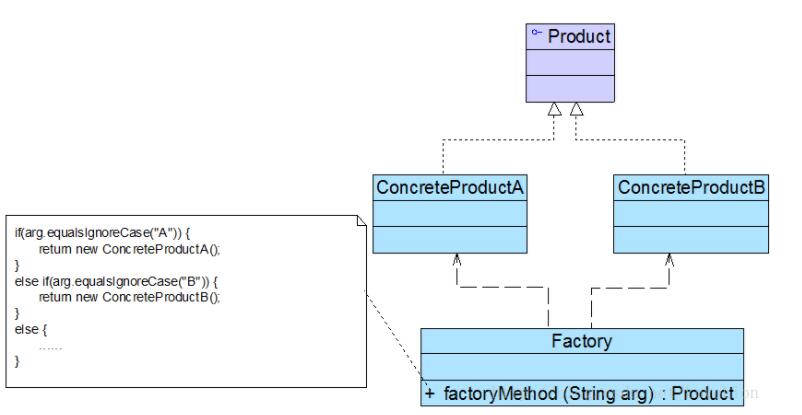 Product
ConcreteProductA
ConcreteProductB
if(arg.equalsIgnoreCase("A")) {
return new ConcreteProductA();
}
else if(arg.equalsIgnoreCase("B")) {
return new ConcreteProductB();
}
else {
......
}
Factory
+ factoryMethod (String arg) : Product